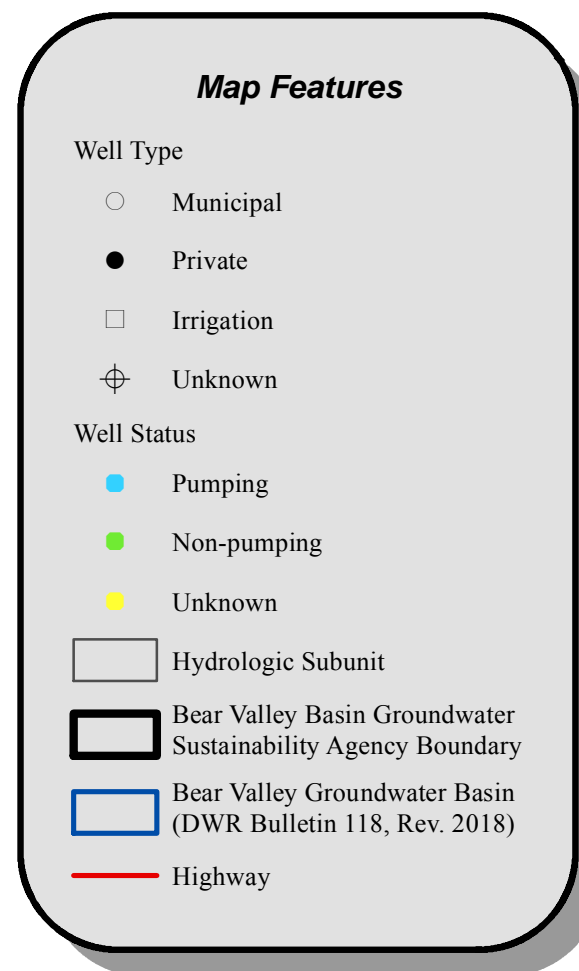 Map Features
Well Type
Municipal
Private
Irrigation
Unknown
Well Status
Pumping
Non-pumping
Unknown
Hydrologic Subunit
Bear Valley Basin Groundwater
Sustainability Agency Boundary
Bear Valley Groundwater Basin
(DWR Bulletin 118, Rev. 2018)
Highway